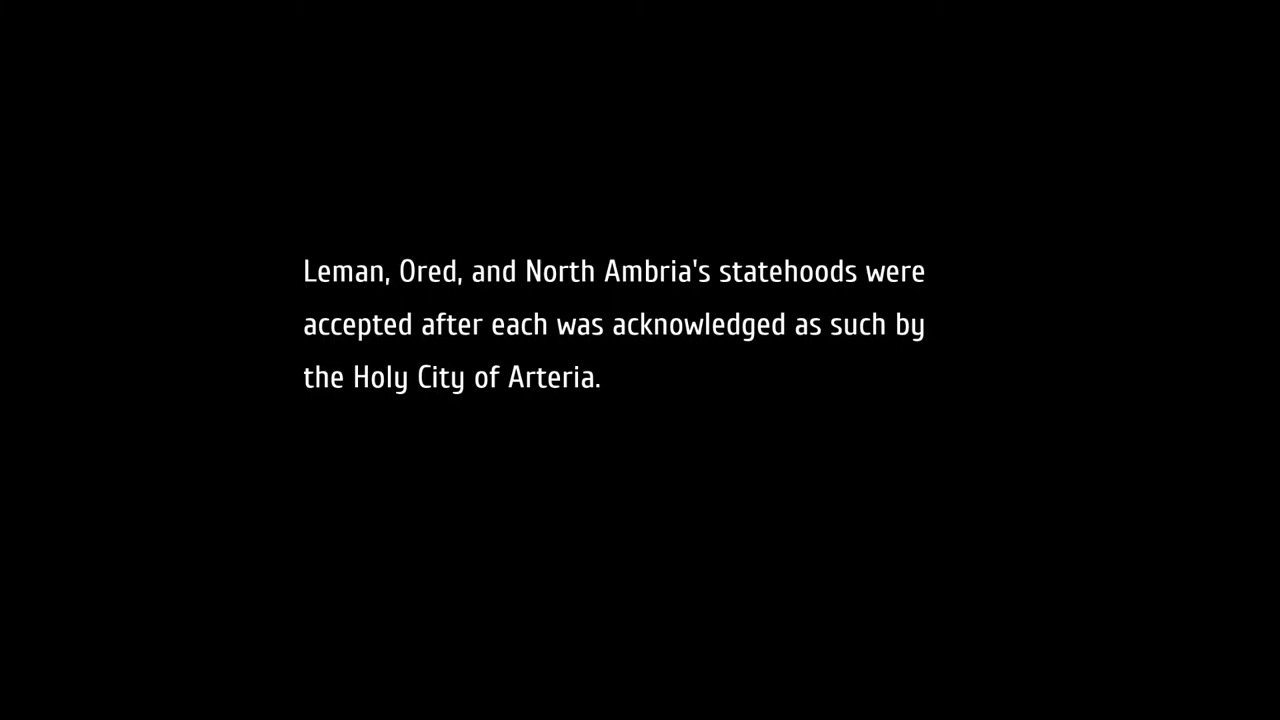 Leman, Ored, and North Ambria's statehoods were
accepted after each was acknowledged as such by
the Holy City of Arteria.